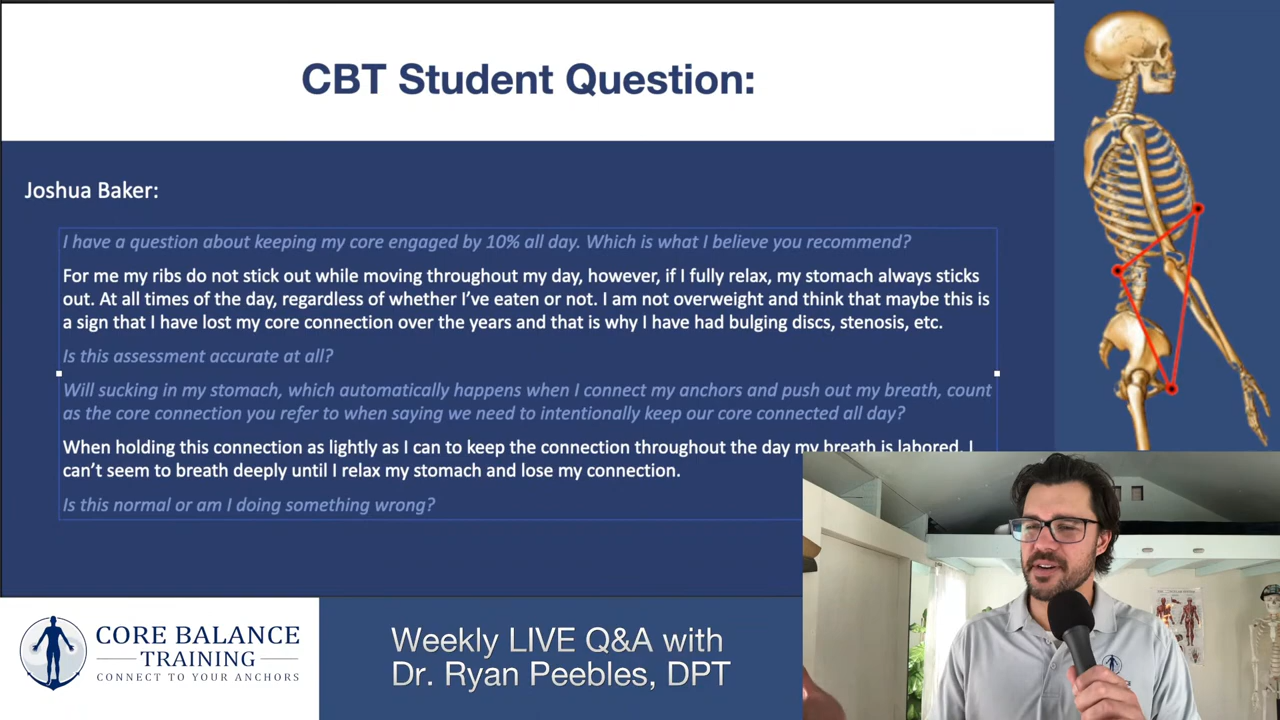 CBT Student Question:
Joshua Baker:
I have a question about keeping my core engaged by 10% all day. Which is what I believe you recommend?
For me my ribs do not stick out while moving throughout my day, however, if I fully relax, my stomach always sticks
out. At all times of the day, regardless of whether I've eaten or not. I am not overweight and think that maybe this is
a sign that I have lost my core connection over the years and that is why I have had bulging discs, stenosis, etc.
Is this assessment accurate at all?
Will sucking in my stomach, which automatically happens when I connect my anchors and push out my breath, count
as the core connection you refer to when saying we need to intentionally keep our core connected all day?
When holding this connection as lightly as I can to keep the connection throughout the day my breath is labored. I
can't seem to breath deeply until I relax my stomach and lose my connection.
Is this normal or am I doing something wrong?
CORE BALANCE
TRAINING
CONNECT TO YOUR ANCHORS
Weekly LIVE Q&A with
Dr. Ryan Peebles, DPT